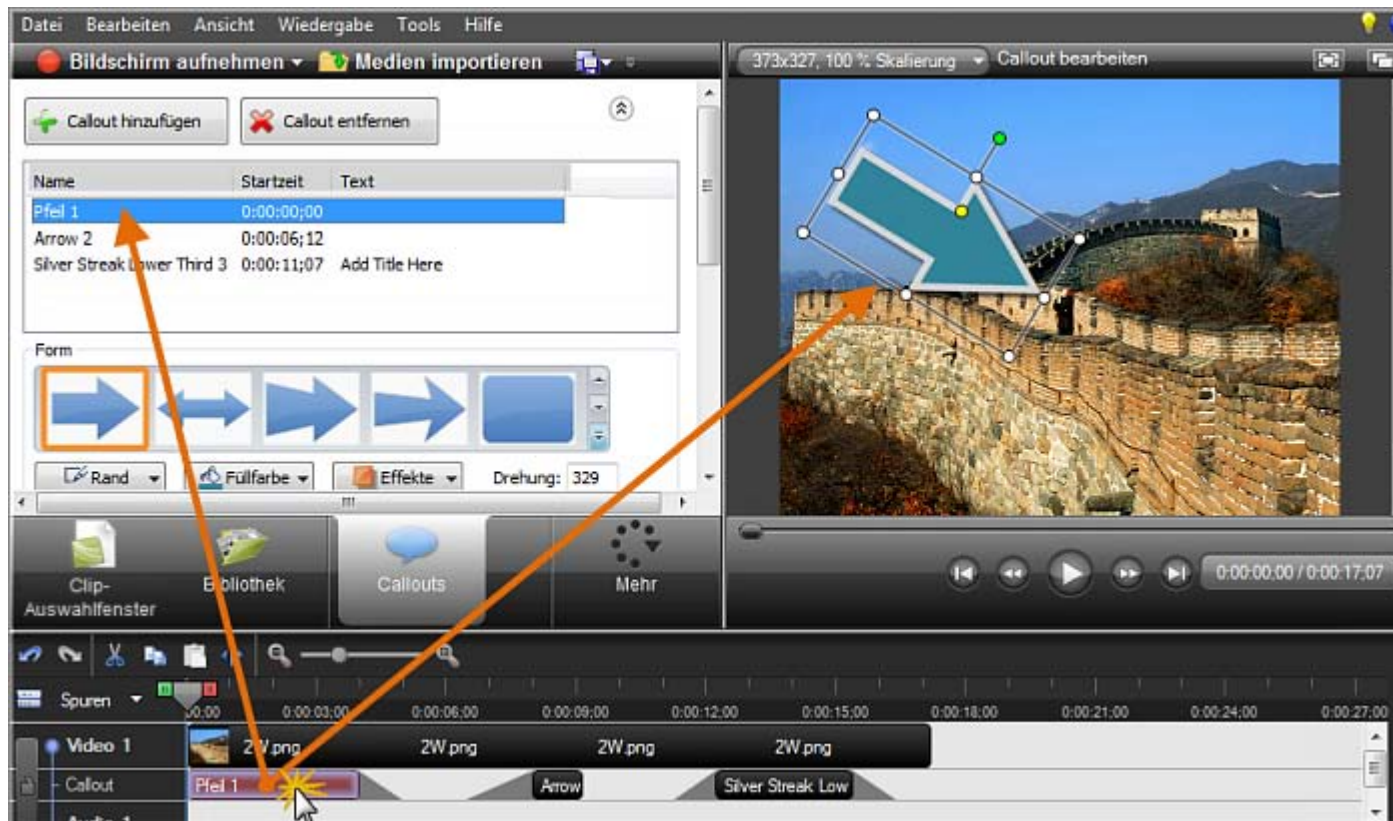 Datei Bearbeiten Ansicht Wiedergabe Tools Hilfe
Bildschirm aufnehmen Medien importieren
373x327, 100 % Skalierung Callout bearbeiten
Callout hinzufügen Callout entfernen
Name Startzeit Text
Pfeil 1 0:00:00;00
Arrow 2 0:00:06;12
Silver Streak Lower Third 3 0:00:11;07 Add Title Here
Form
Rand Füllfarbe Effekte Drehung: 329
Clip-Auswahlfenster Bibliothek Callouts Mehr
0:00:00;00 / 0:00:17;07
Spuren
00:00 0:00:03;00 0:00:06;00 0:00:09;00 0:00:12;00 0:00:15;00 0:00:18;00 0:00:21;00 0:00:24;00 0:00:27;00
Video 1 2W.png 2W.png 2W.png 2W.png
Callout Pfeil 1 Arrow Silver Streak Low
Audio 1